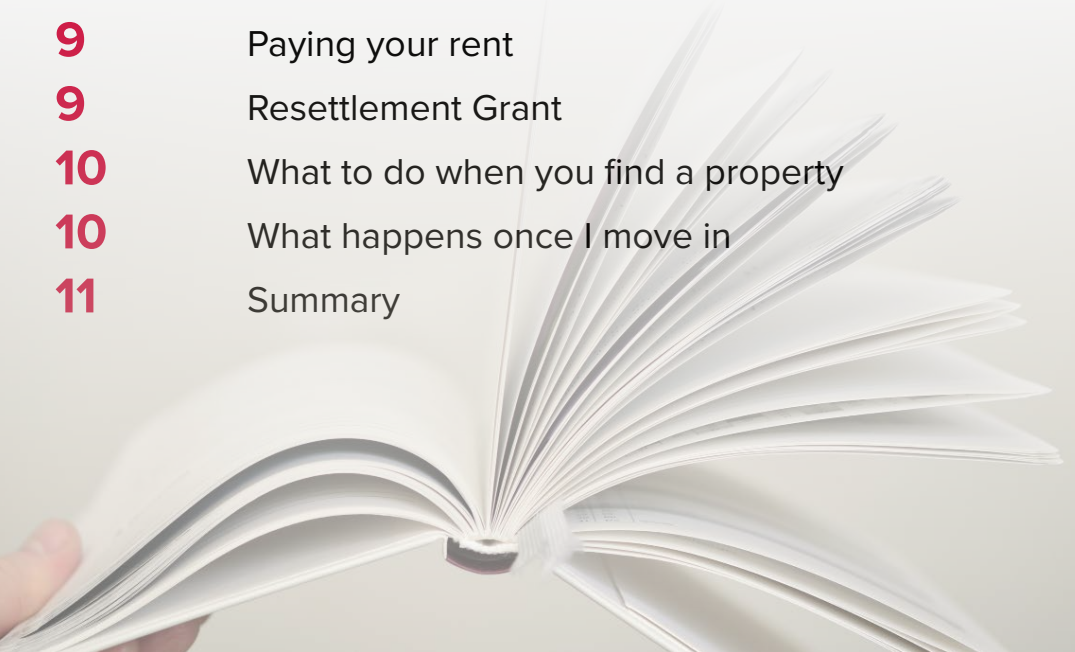 9 Paying your rent
9 Resettlement Grant
10 What to do when you find a property
10 What happens once I move in
11 Summary